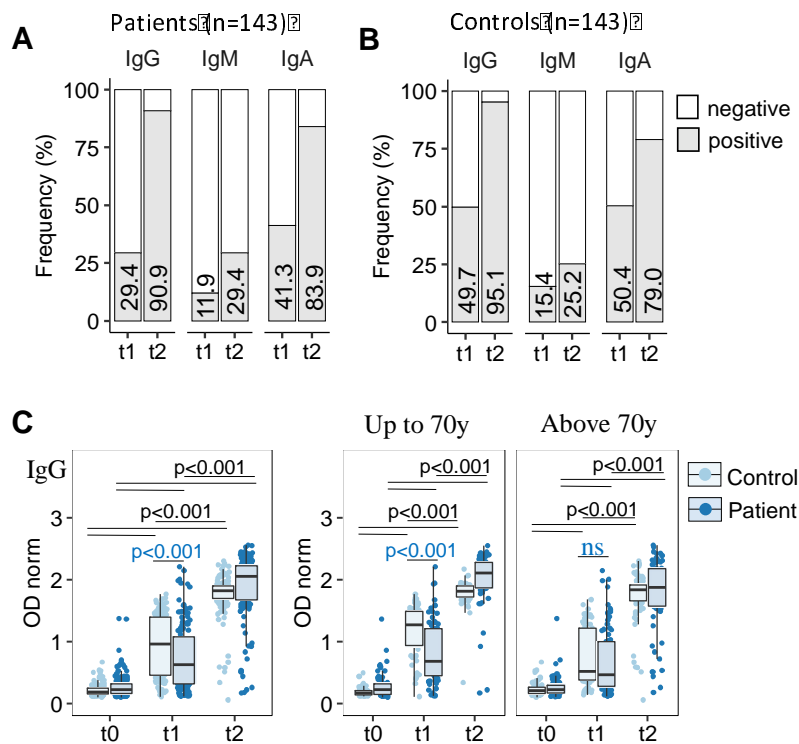 A
Patients (n=143)
IgG IgM IgA
Frequency (%)
100
75
50
25
0
29.4 90.9 11.9 29.4 41.3 83.9
t1 t2 t1 t2 t1 t2
B
Controls (n=143)
IgG IgM IgA
Frequency (%)
100
75
50
25
0
49.7 95.1 15.4 25.2 50.4 79.0
t1 t2 t1 t2 t1 t2
negative
positive
C
IgG
OD norm
3
2
1
0
p<0.001
p<0.001
p<0.001
t0 t1 t2
Up to 70y
OD norm
3
2
1
0
p<0.001
p<0.001
p<0.001
t0 t1 t2
Above 70y
p<0.001
p<0.001
ns
t0 t1 t2
Control
Patient